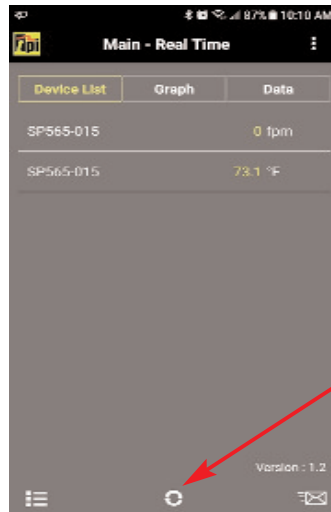 87% 10:10 AM
tpi Main - Real Time
Device List Graph Data
SP565-015 0 fpm
SP565-015 73.1 °F
Version : 1.2